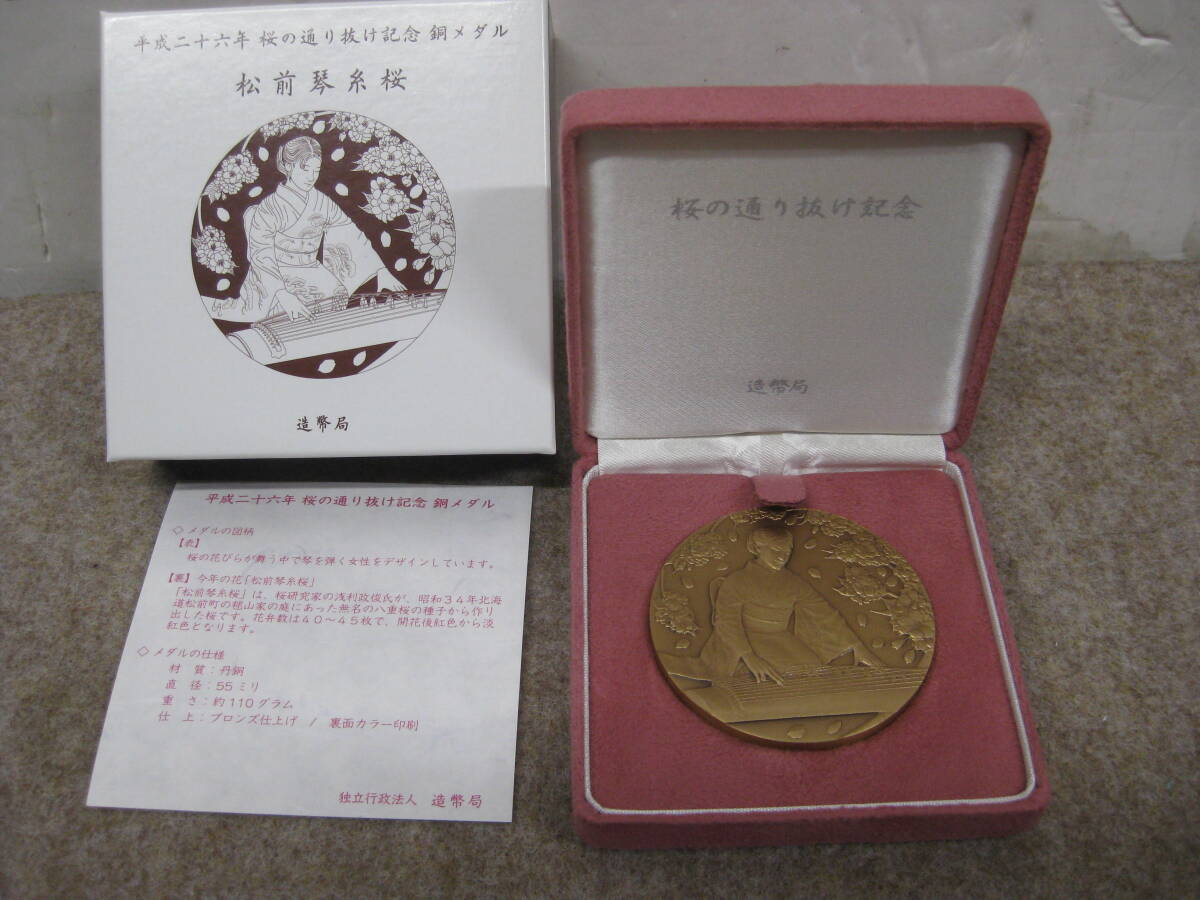 平成二十六年 桜の通り抜け記念 銅メダル
松前琴糸桜
造幣局
桜の通り抜け記念
造幣局
平成二十六年 桜の通り抜け記念 銅メダル
◇ メダルの図柄
【表】
桜の花びらが舞う中で琴を弾く女性をデザインしています。
【裏】今年の花「松前琴糸桜」
「松前琴糸桜」は、桜研究家の浅利政俊氏が、昭和34年北海
道松前町の槌山家の庭にあった無名の八重桜の種子から作り
出した桜です。花弁数は40～45枚で、開花後紅色から淡
紅色となります。
◇ メダルの仕様
材 質：丹銅
直 径：55ミリ
重 さ：約110グラム
仕 上：ブロンズ仕上げ / 裏面カラー印刷
独立行政法人 造幣局